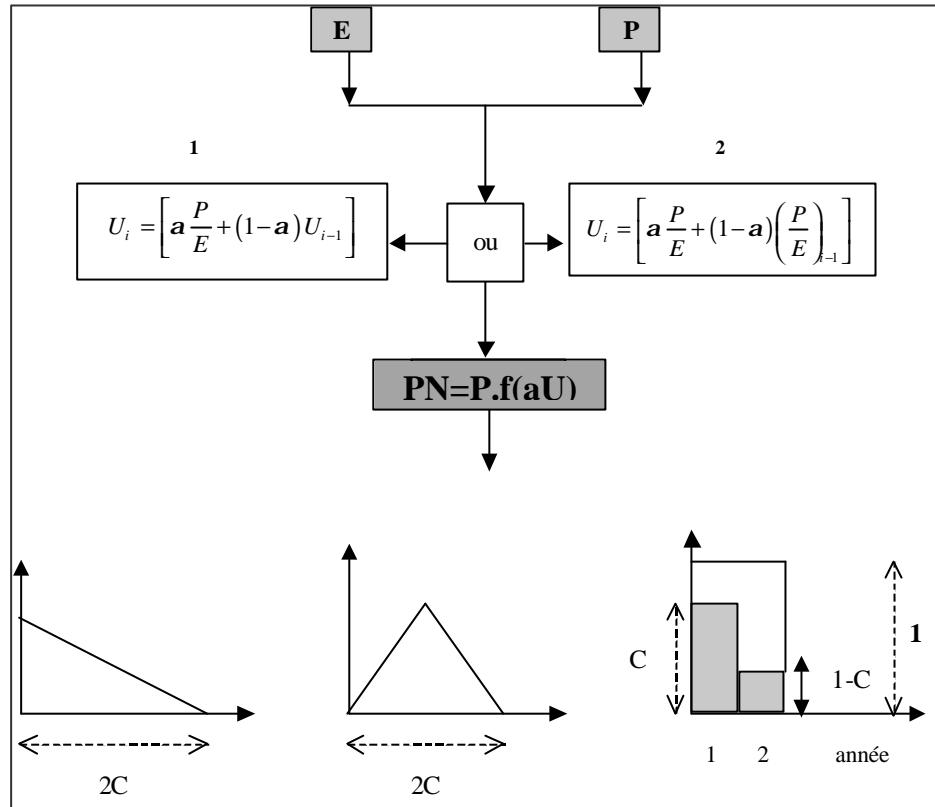 E P
1 2
U_i = [a P/E + (1-a) U_{i-1}]
ou
U_i = [a P/E + (1-a) (P/E)_{i-1}]
PN=P.f(aU)
C
1
1-C
1 2 année
2C 2C